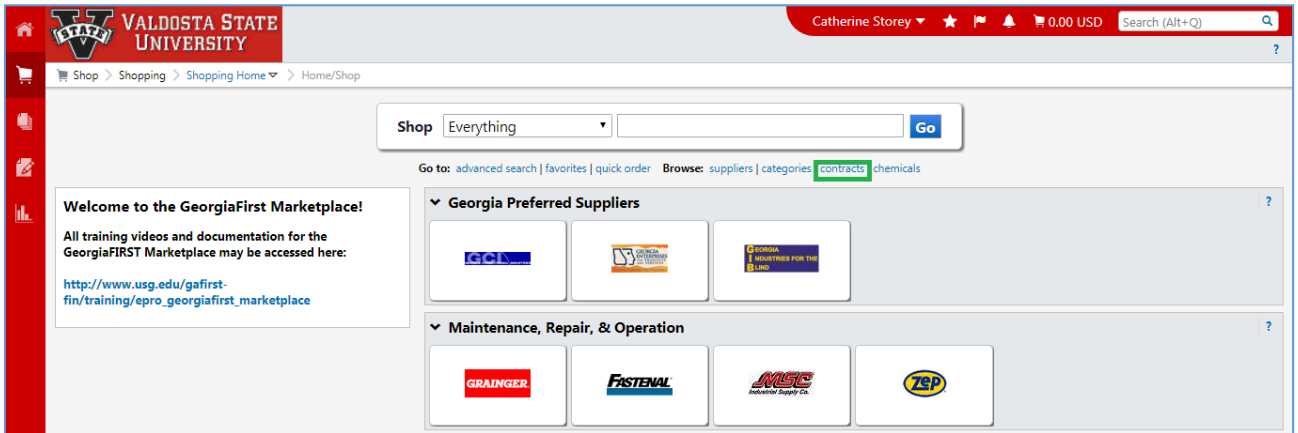 VALDOSTA STATE
UNIVERSITY
V
STATE
Catherine Storey ▼ 0.00 USD Search (Alt+Q)
?
Shop > Shopping > Shopping Home > Home/Shop
Shop Everything Go
Go to: advanced search | favorites | quick order Browse: suppliers | categories contracts chemicals
Welcome to the GeorgiaFirst Marketplace!
All training videos and documentation for the
GeorgiaFIRST Marketplace may be accessed here:
http://www.usg.edu/gafirst-
fin/training/epro_georgiafirst_marketplace
Georgia Preferred Suppliers ?
GCI INDUSTRIES
GEORGIA
ENTERPRISES
GEORGIA
INDUSTRIES FOR THE
BLIND
Maintenance, Repair, & Operation ?
GRAINGER
FASTENAL
MSC
Industrial Supply Co.
ZEP